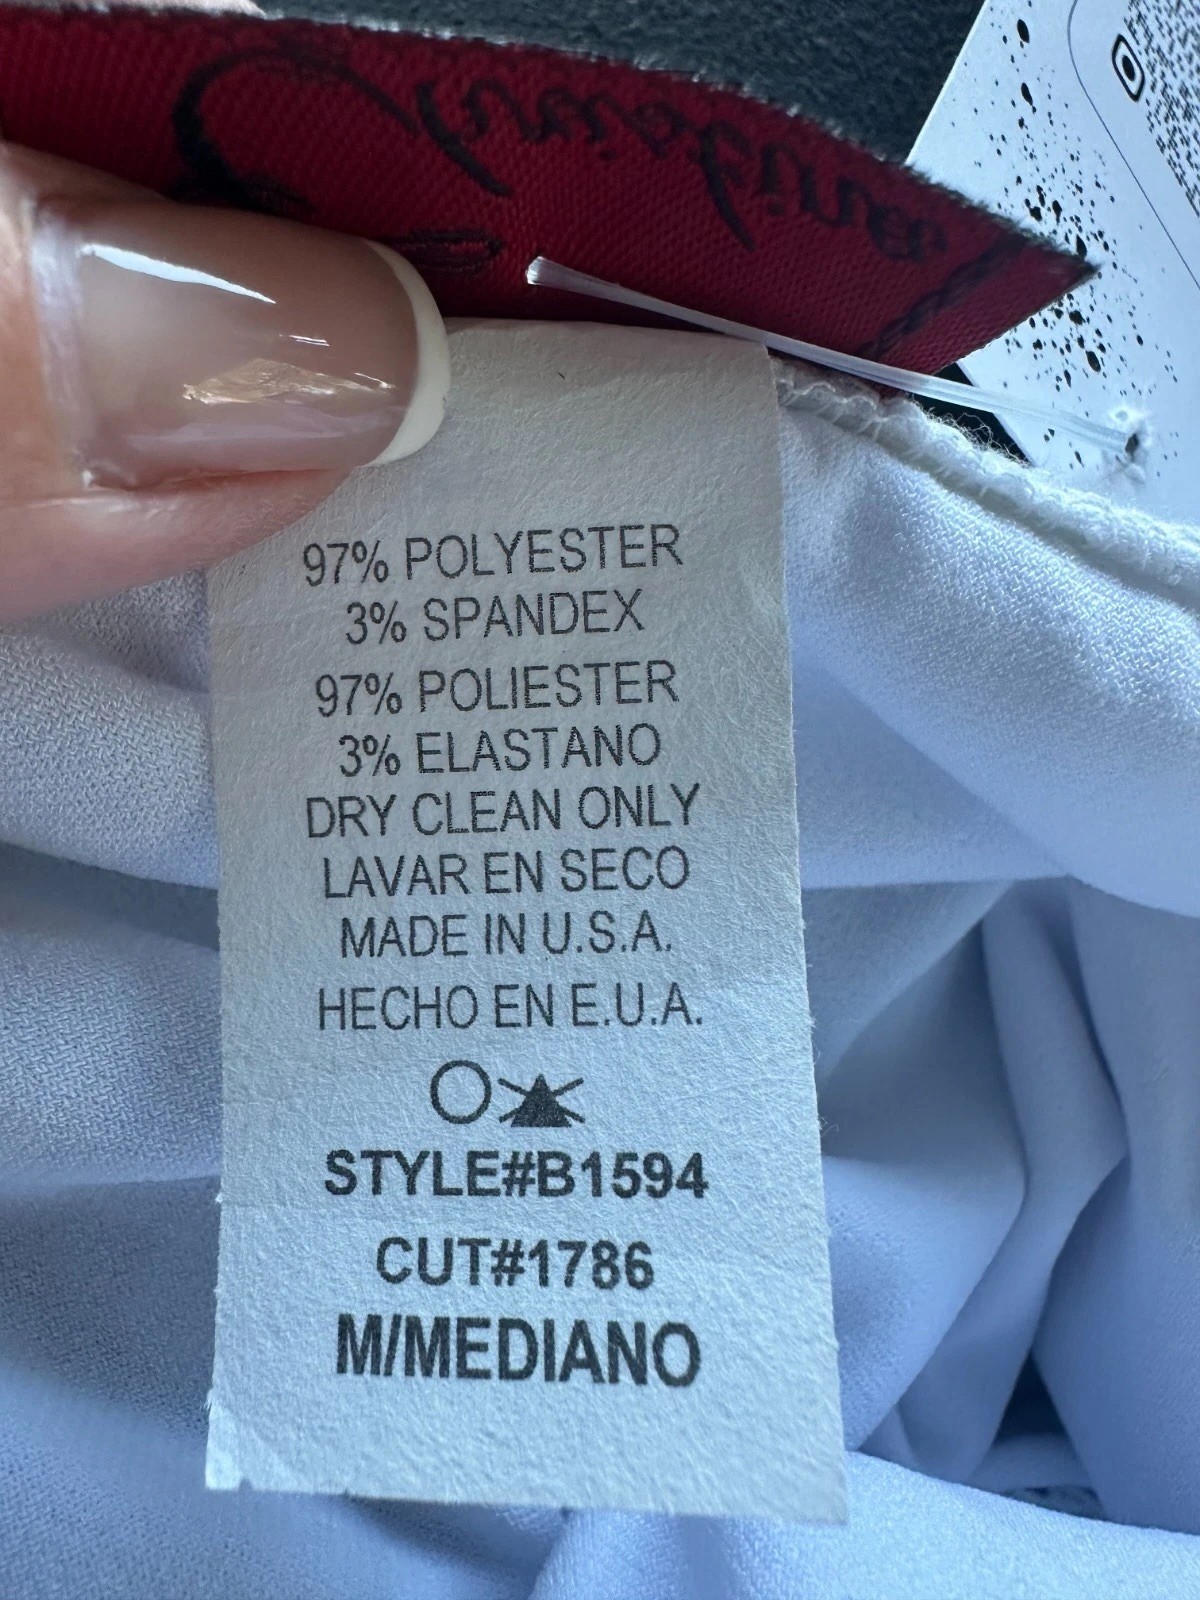 97% POLYESTER
3% SPANDEX
97% POLIESTER
3% ELASTANO
DRY CLEAN ONLY
LAVAR EN SECO
MADE IN U.S.A.
HECHO EN E.U.A.
STYLE#B1594
CUT#1786
M/MEDIANO